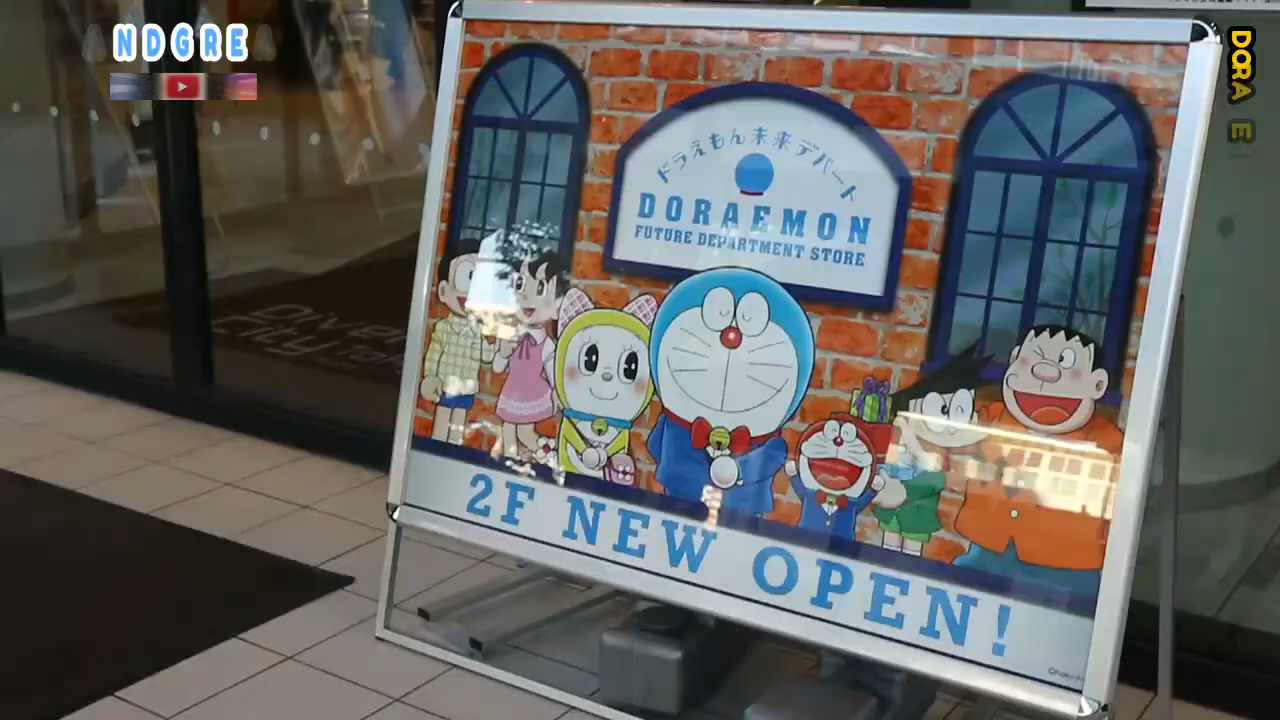 NDGRE
DORA E
ドラえもん未来デパート
DORAEMON
FUTURE DEPARTMENT STORE
2F NEW OPEN!